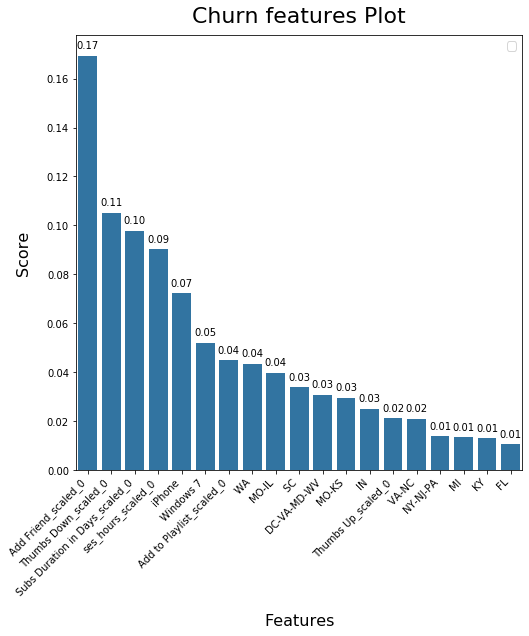 Churn features Plot
Score
0.16
0.14
0.12
0.10
0.08
0.06
0.04
0.02
0.00
0.17
0.11
0.10
0.09
0.07
0.05
0.04
0.04
0.04
0.03
0.03
0.03
0.03
0.02
0.02
0.01
0.01
0.01
0.01
Add Friend_scaled_0
Thumbs Down_scaled_0
Subs Duration in Days_scaled_0
ses_hours_scaled_0
iPhone
Windows 7
Add to Playlist_scaled_0
WA
MO-IL
SC
DC-VA-MD-WV
MO-KS
IN
Thumbs Up_scaled_0
VA-NC
NY-NJ-PA
MI
KY
FL
Features